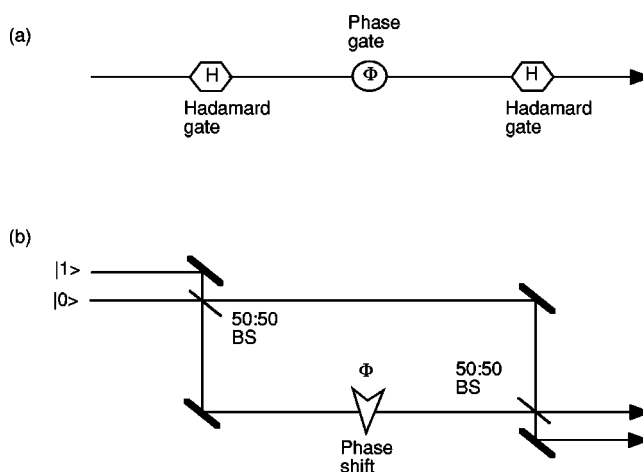 (a)
Phase
gate
H
Φ
H
Hadamard
gate
Hadamard
gate
(b)
|1>
|0>
50:50
BS
Φ
50:50
BS
Phase
shift